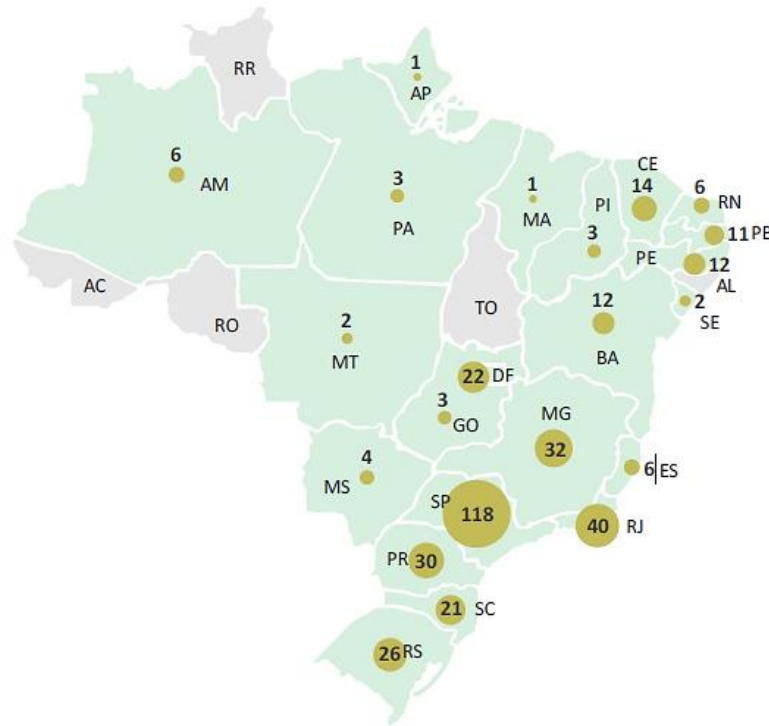 RR
1
AP
6
AM
3
PA
1
MA
PI
3
CE
14
6
RN
11 PB
PE
12
AL
2
SE
AC
RO
TO
2
MT
12
BA
22 DF
3
GO
MG
32
6 ES
4
MS
SP
118
40 RJ
PR 30
21 SC
26 RS